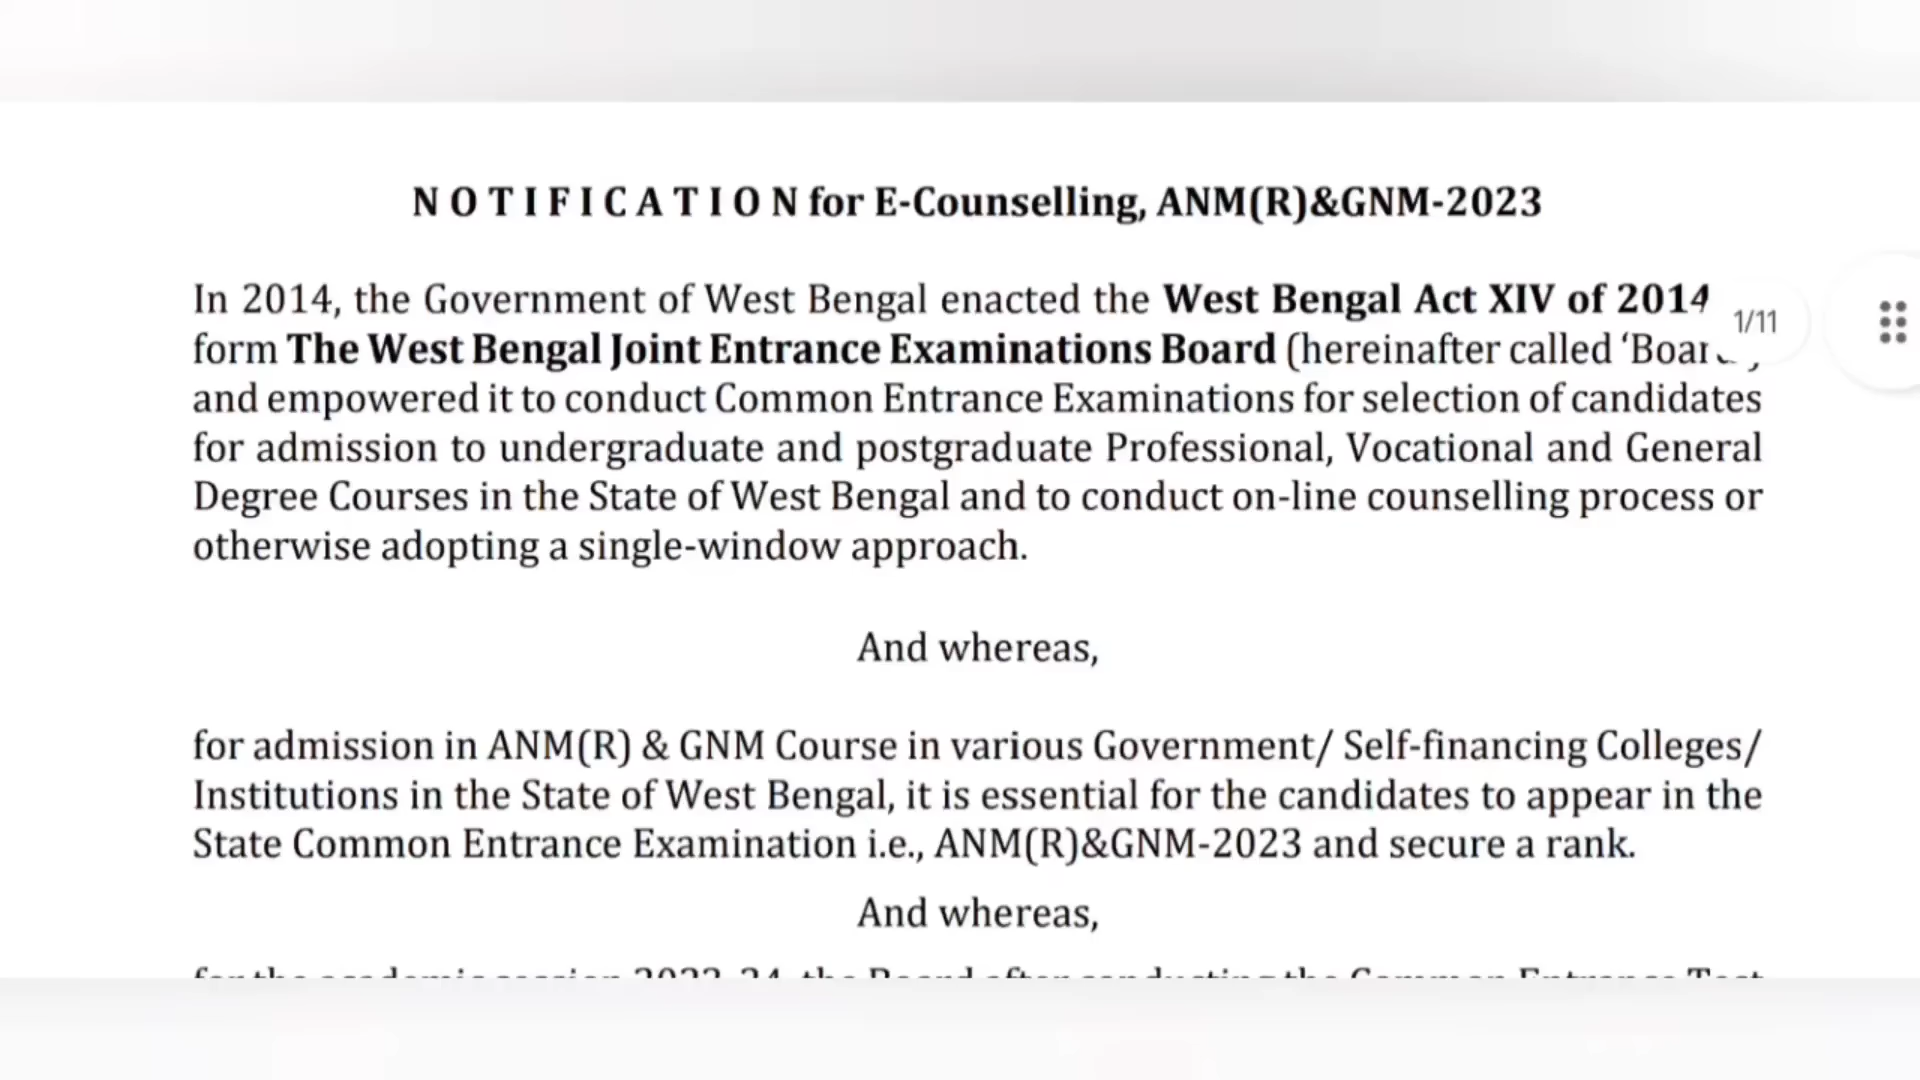 N O T I F I C A T I O N for E-Counselling, ANM(R)&GNM-2023
In 2014, the Government of West Bengal enacted the West Bengal Act XIV of 2014
1/11
form The West Bengal Joint Entrance Examinations Board (hereinafter called
and empowered it to conduct Common Entrance Examinations for selection of candidates
for admission to undergraduate and postgraduate Professional, Vocational and General
Degree Courses in the State of West Bengal and to conduct on-line counselling process or
otherwise adopting a single-window approach.
And whereas,
for admission in ANM(R) & GNM Course in various Government/ Self-financing Colleges/
Institutions in the State of West Bengal, it is essential for the candidates to appear in the
State Common Entrance Examination i.e., ANM(R)&GNM-2023 and secure a rank.
And whereas,